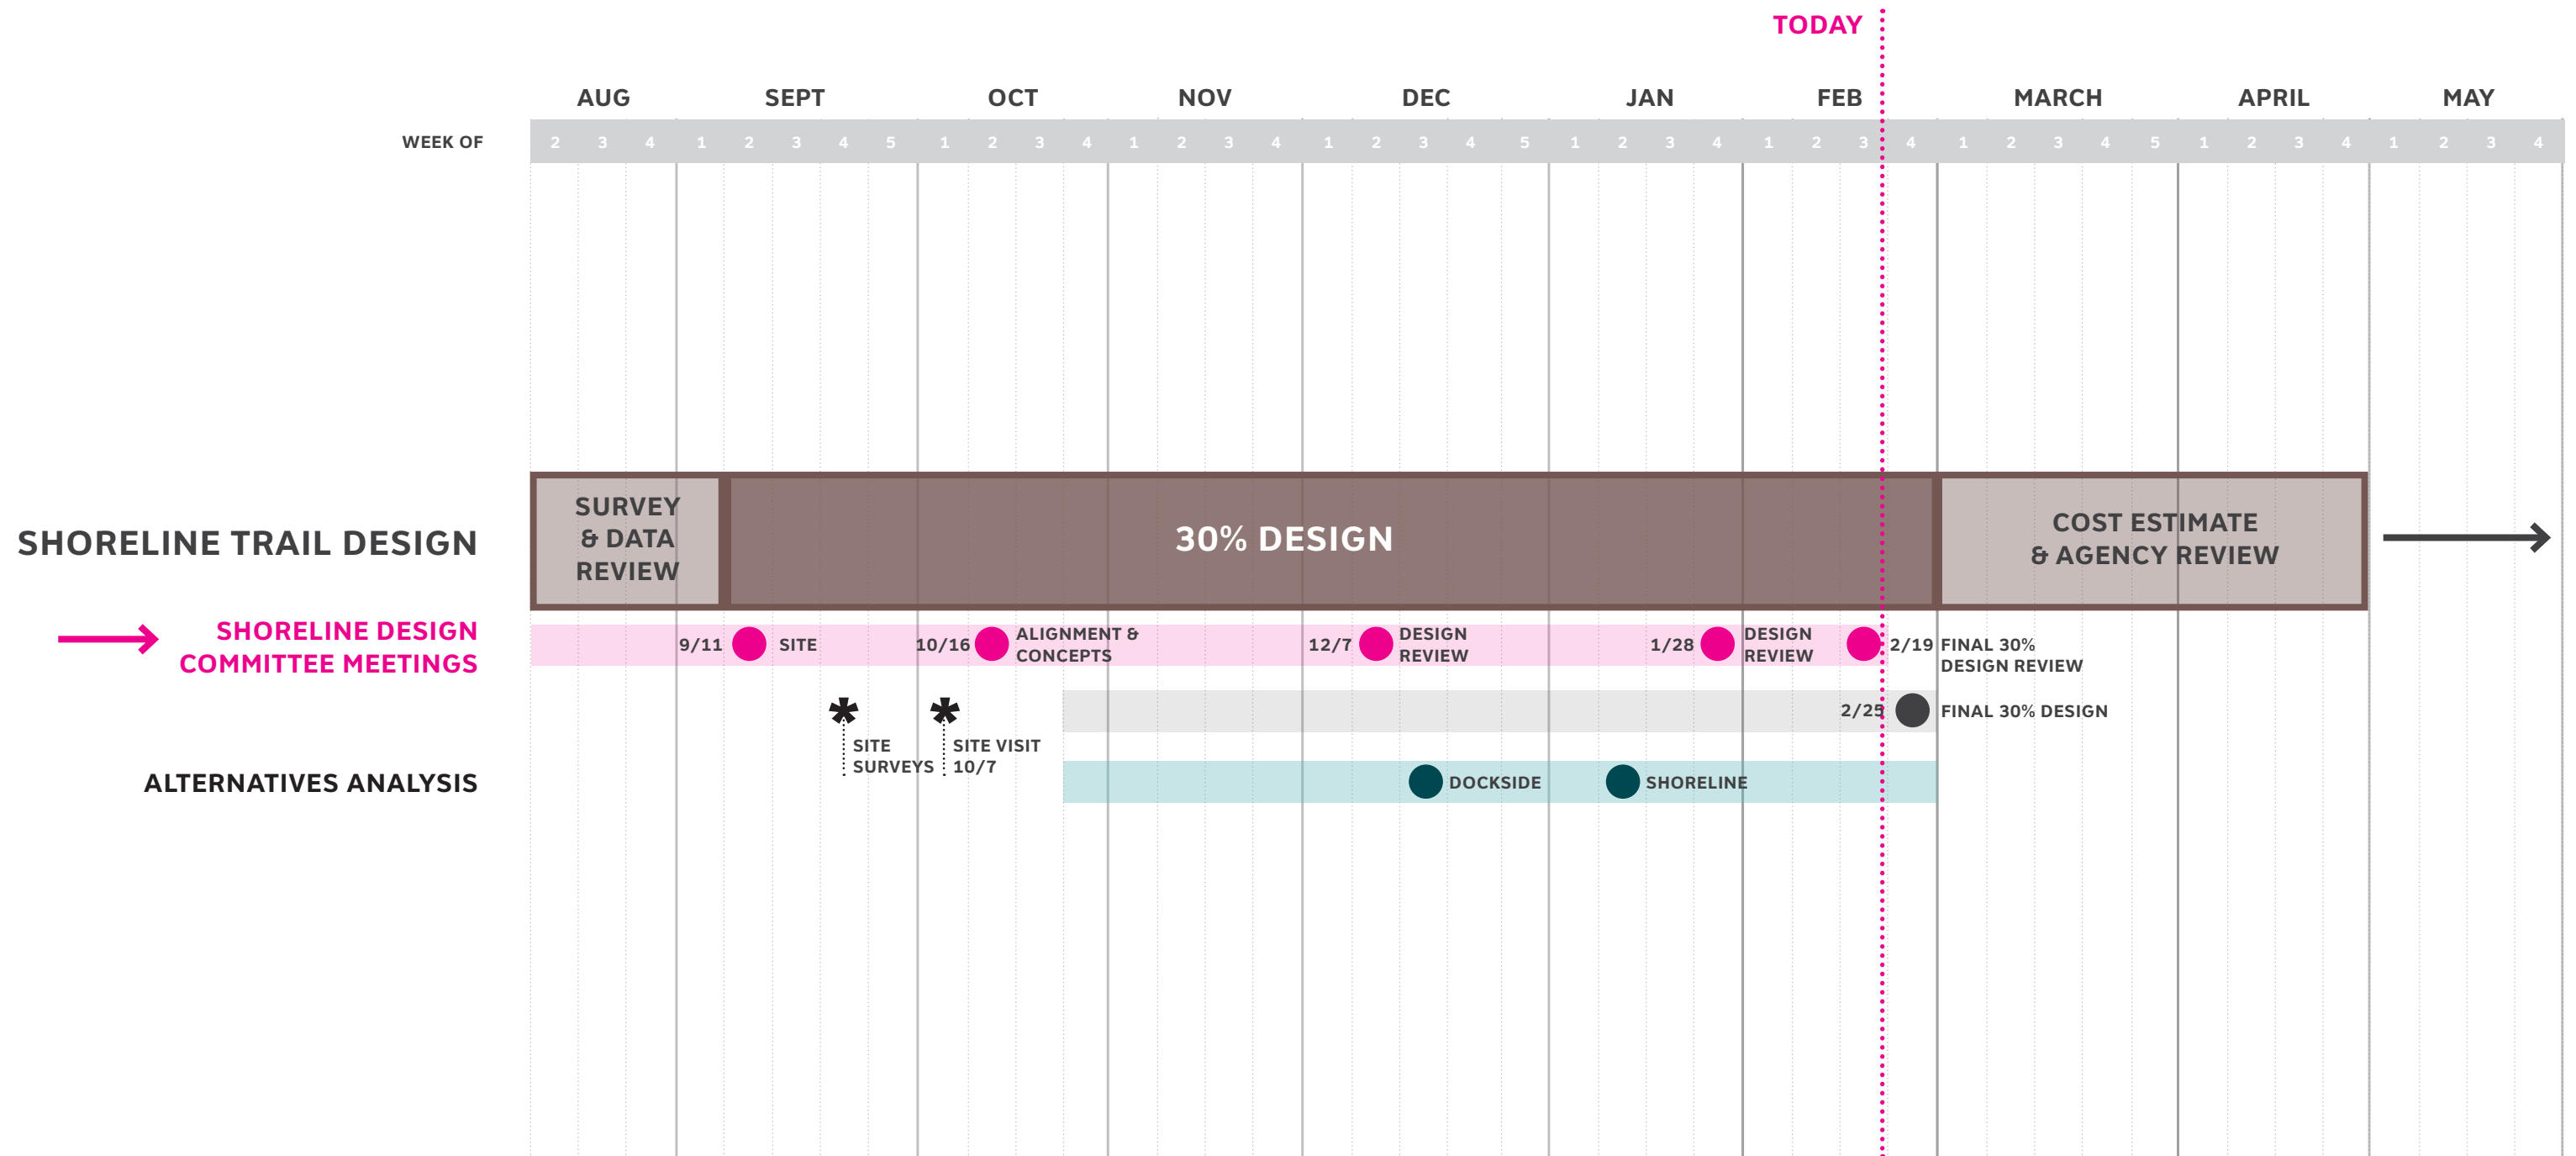 TODAY
AUG SEPT OCT NOV DEC JAN FEB MARCH APRIL MAY
WEEK OF 2 3 4 1 2 3 4 5 1 2 3 4 1 2 3 4 1 2 3 4 5 1 2 3 4 1 2 3 4 1 2 3 4 5 1 2 3 4 1 2 3 4
SHORELINE TRAIL DESIGN
SURVEY
& DATA
REVIEW
30% DESIGN
COST ESTIMATE
& AGENCY REVIEW
SHORELINE DESIGN
COMMITTEE MEETINGS
9/11 SITE
10/16 ALIGNMENT &
CONCEPTS
12/7 DESIGN
REVIEW
1/28 DESIGN
REVIEW
2/19 FINAL 30%
DESIGN REVIEW
* *
SITE
SURVEYS
SITE VISIT
10/7
2/25 FINAL 30% DESIGN
ALTERNATIVES ANALYSIS
DOCKSIDE
SHORELINE